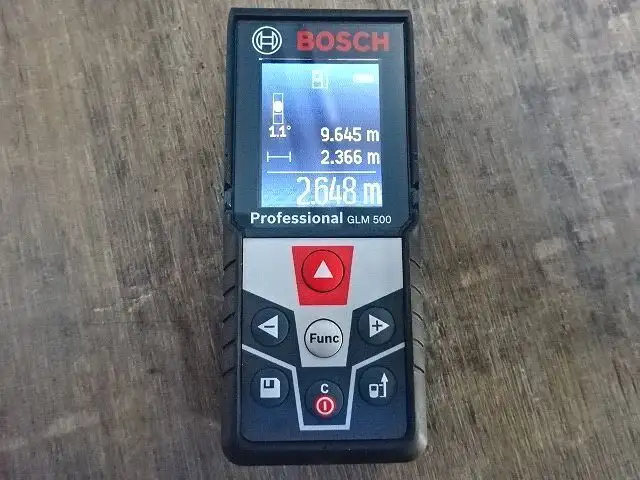 BOSCH
1.1°
9.645 m
2.366 m
2.648 m
Professional GLM 500
Func
C